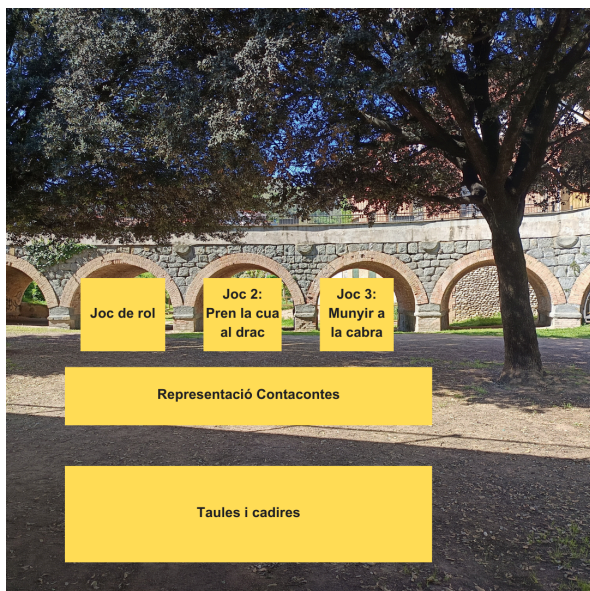 Joc de rol
Joc 2:
Pren la cua
al drac
Joc 3:
Munyir a
la cabra
Representació Contacontes
Taules i cadires